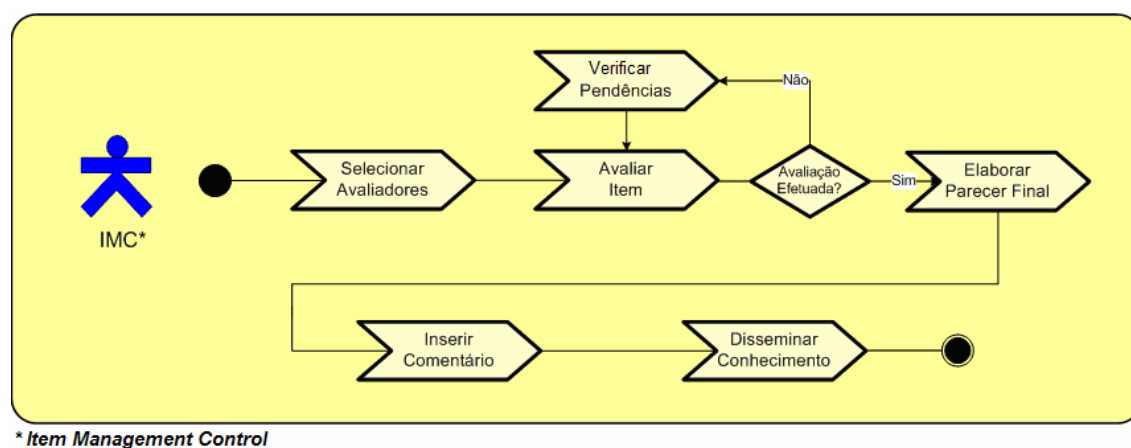 Verificar
Pendências
Não
IMC*
Selecionar
Avaliadores
Avaliar
Item
Avaliação
Efetuada?
Sim
Elaborar
Parecer Final
Inserir
Comentário
Disseminar
Conhecimento
* Item Management Control